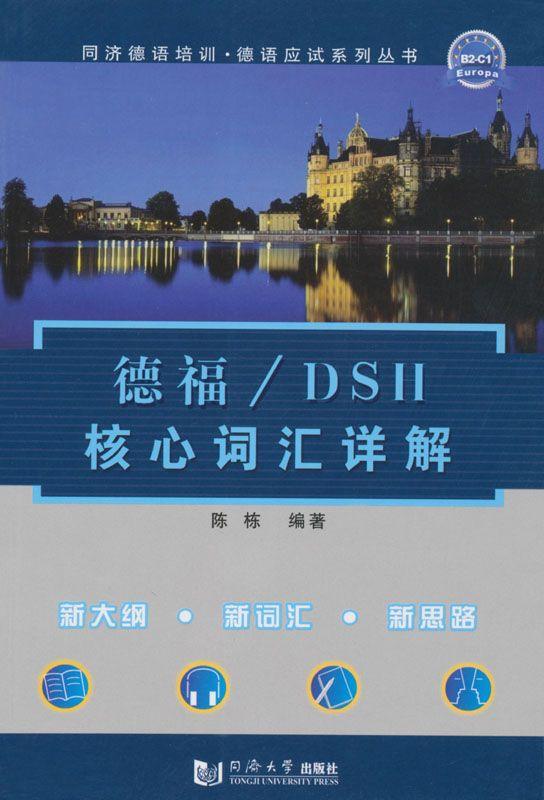 同济德语培训·德语应试系列丛书
B2-C1
Europa
德福/DSH
核心词汇详解
陈栋 编著
新大纲·新词汇·新思路
同济大学出版社
TONGJI UNIVERSITY PRESS